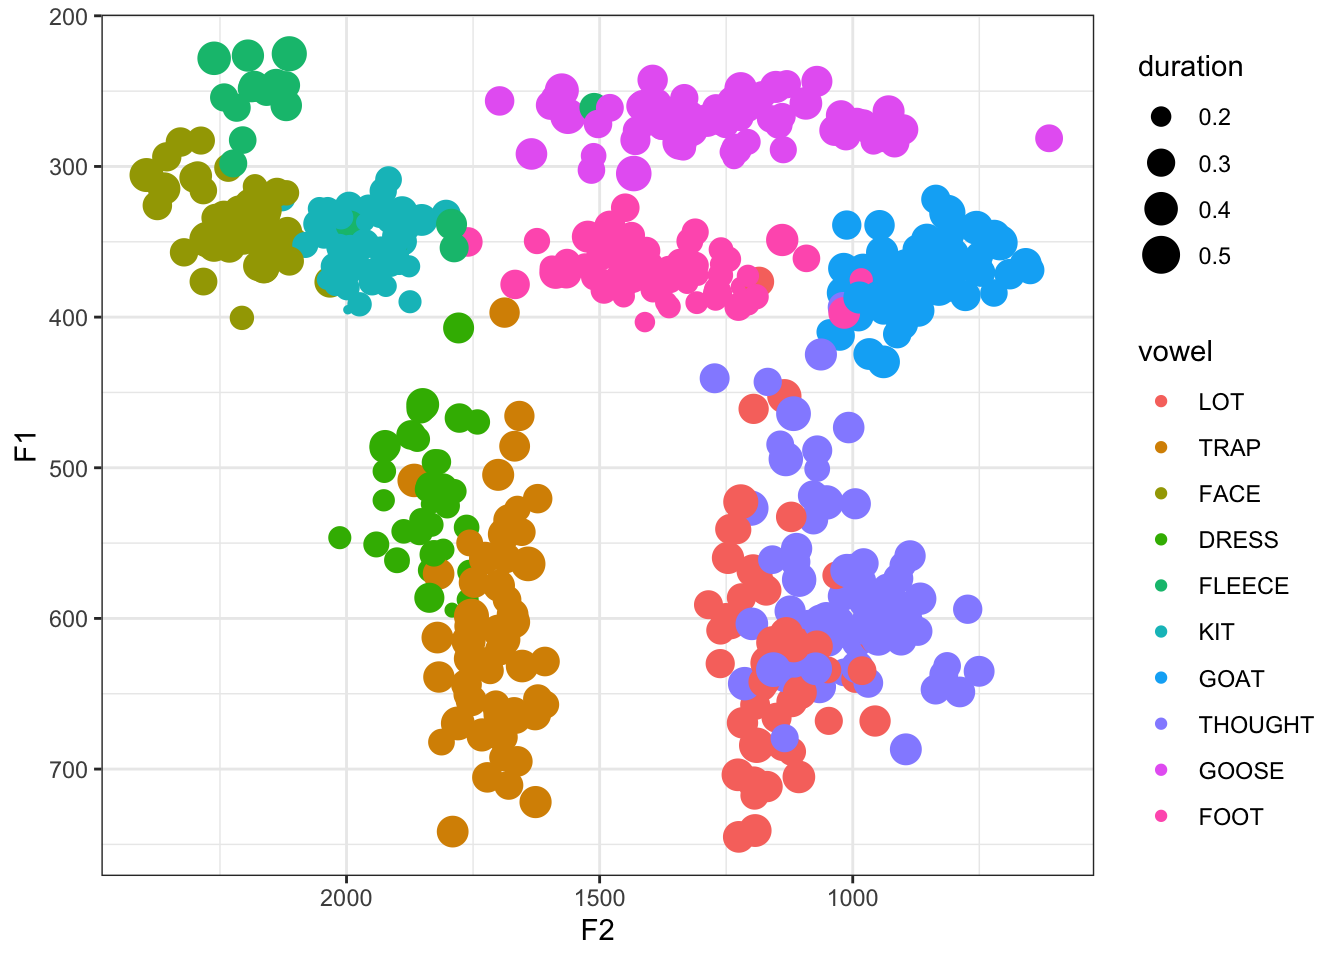 200
300
400
500
600
700
F1
2000
1500
1000
F2
duration
0.2
0.3
0.4
0.5
vowel
LOT
TRAP
FACE
DRESS
FLEECE
KIT
GOAT
THOUGHT
GOOSE
FOOT